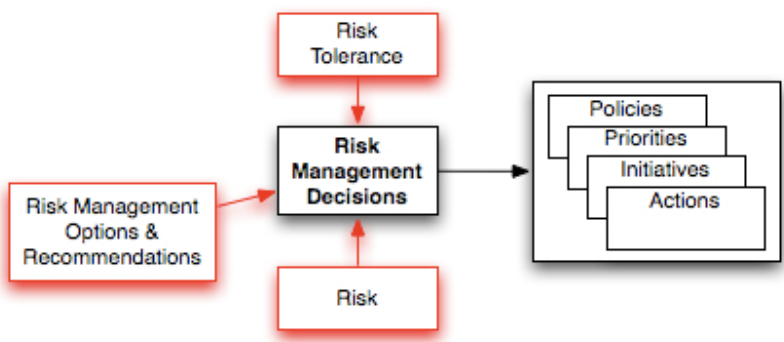 Risk
Tolerance
Risk
Management
Decisions
Risk Management
Options &
Recommendations
Risk
Policies
Priorities
Initiatives
Actions